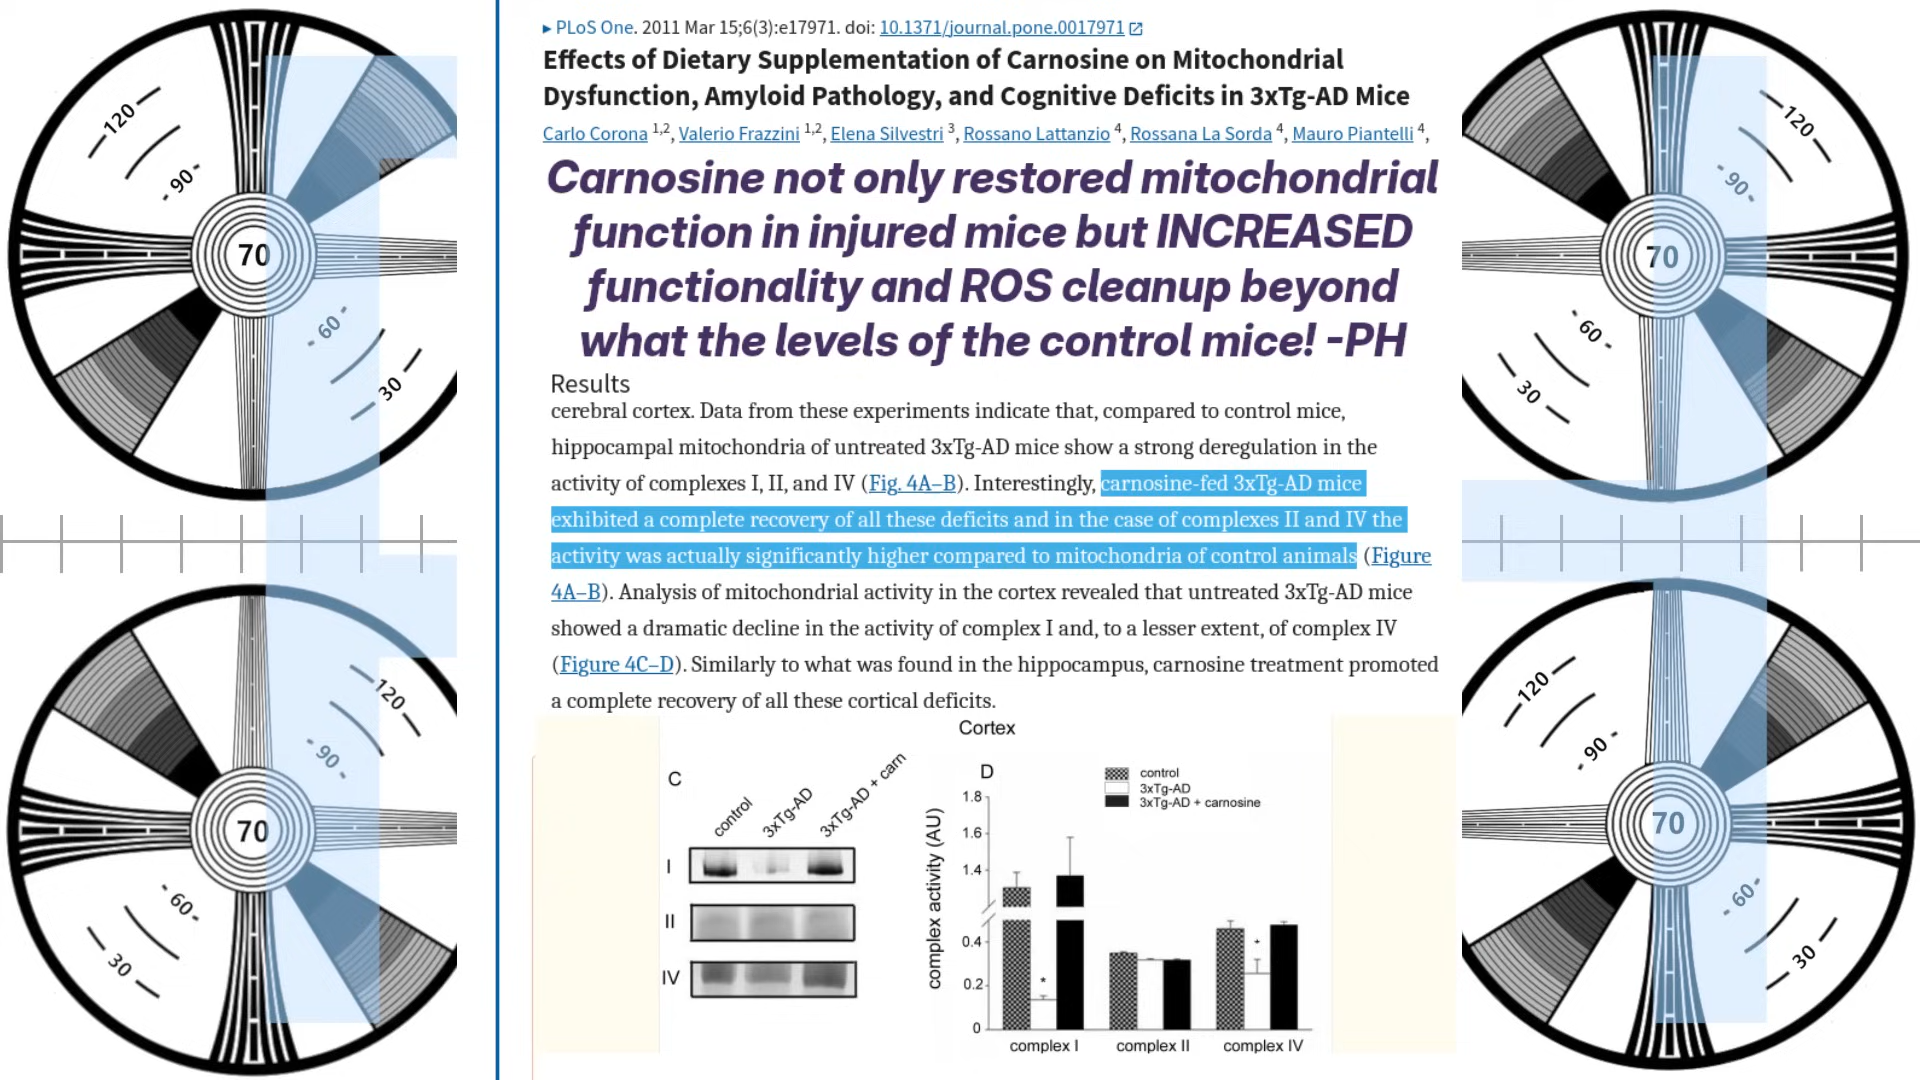 ▸ PLoS One. 2011 Mar 15;6(3):e17971. doi: 10.1371/journal.pone.0017971
Effects of Dietary Supplementation of Carnosine on Mitochondrial
Dysfunction, Amyloid Pathology, and Cognitive Deficits in 3xTg-AD Mice
Carlo Corona 1,2, Valerio Frazzini 1,2, Elena Silvestri 3, Rossano Lattanzio 4, Rossana La Sorda 4, Mauro Piantelli 4,
Carnosine not only restored mitochondrial
function in injured mice but INCREASED
functionality and ROS cleanup beyond
what the levels of the control mice! -PH
Results
cerebral cortex. Data from these experiments indicate that, compared to control mice,
hippocampal mitochondria of untreated 3xTg-AD mice show a strong deregulation in the
activity of complexes I, II, and IV (Fig. 4A–B). Interestingly, carnosine-fed 3xTg-AD mice
exhibited a complete recovery of all these deficits and in the case of complexes II and IV the
activity was actually significantly higher compared to mitochondria of control animals (Figure
4A–B). Analysis of mitochondrial activity in the cortex revealed that untreated 3xTg-AD mice
showed a dramatic decline in the activity of complex I and, to a lesser extent, of complex IV
(Figure 4C–D). Similarly to what was found in the hippocampus, carnosine treatment promoted
a complete recovery of all these cortical deficits.
Cortex
C
control
3xTg-AD
3xTg-AD + carn
I
II
IV
D
control
3xTg-AD
3xTg-AD + carnosine
complex activity (AU)
1.8
1.6
1.4
0.4
0.2
0
*
*
complex I
complex II
complex IV
120
90
70
60
30
120
90
70
60
30
120
90
70
60
30
120
90
70
60
30